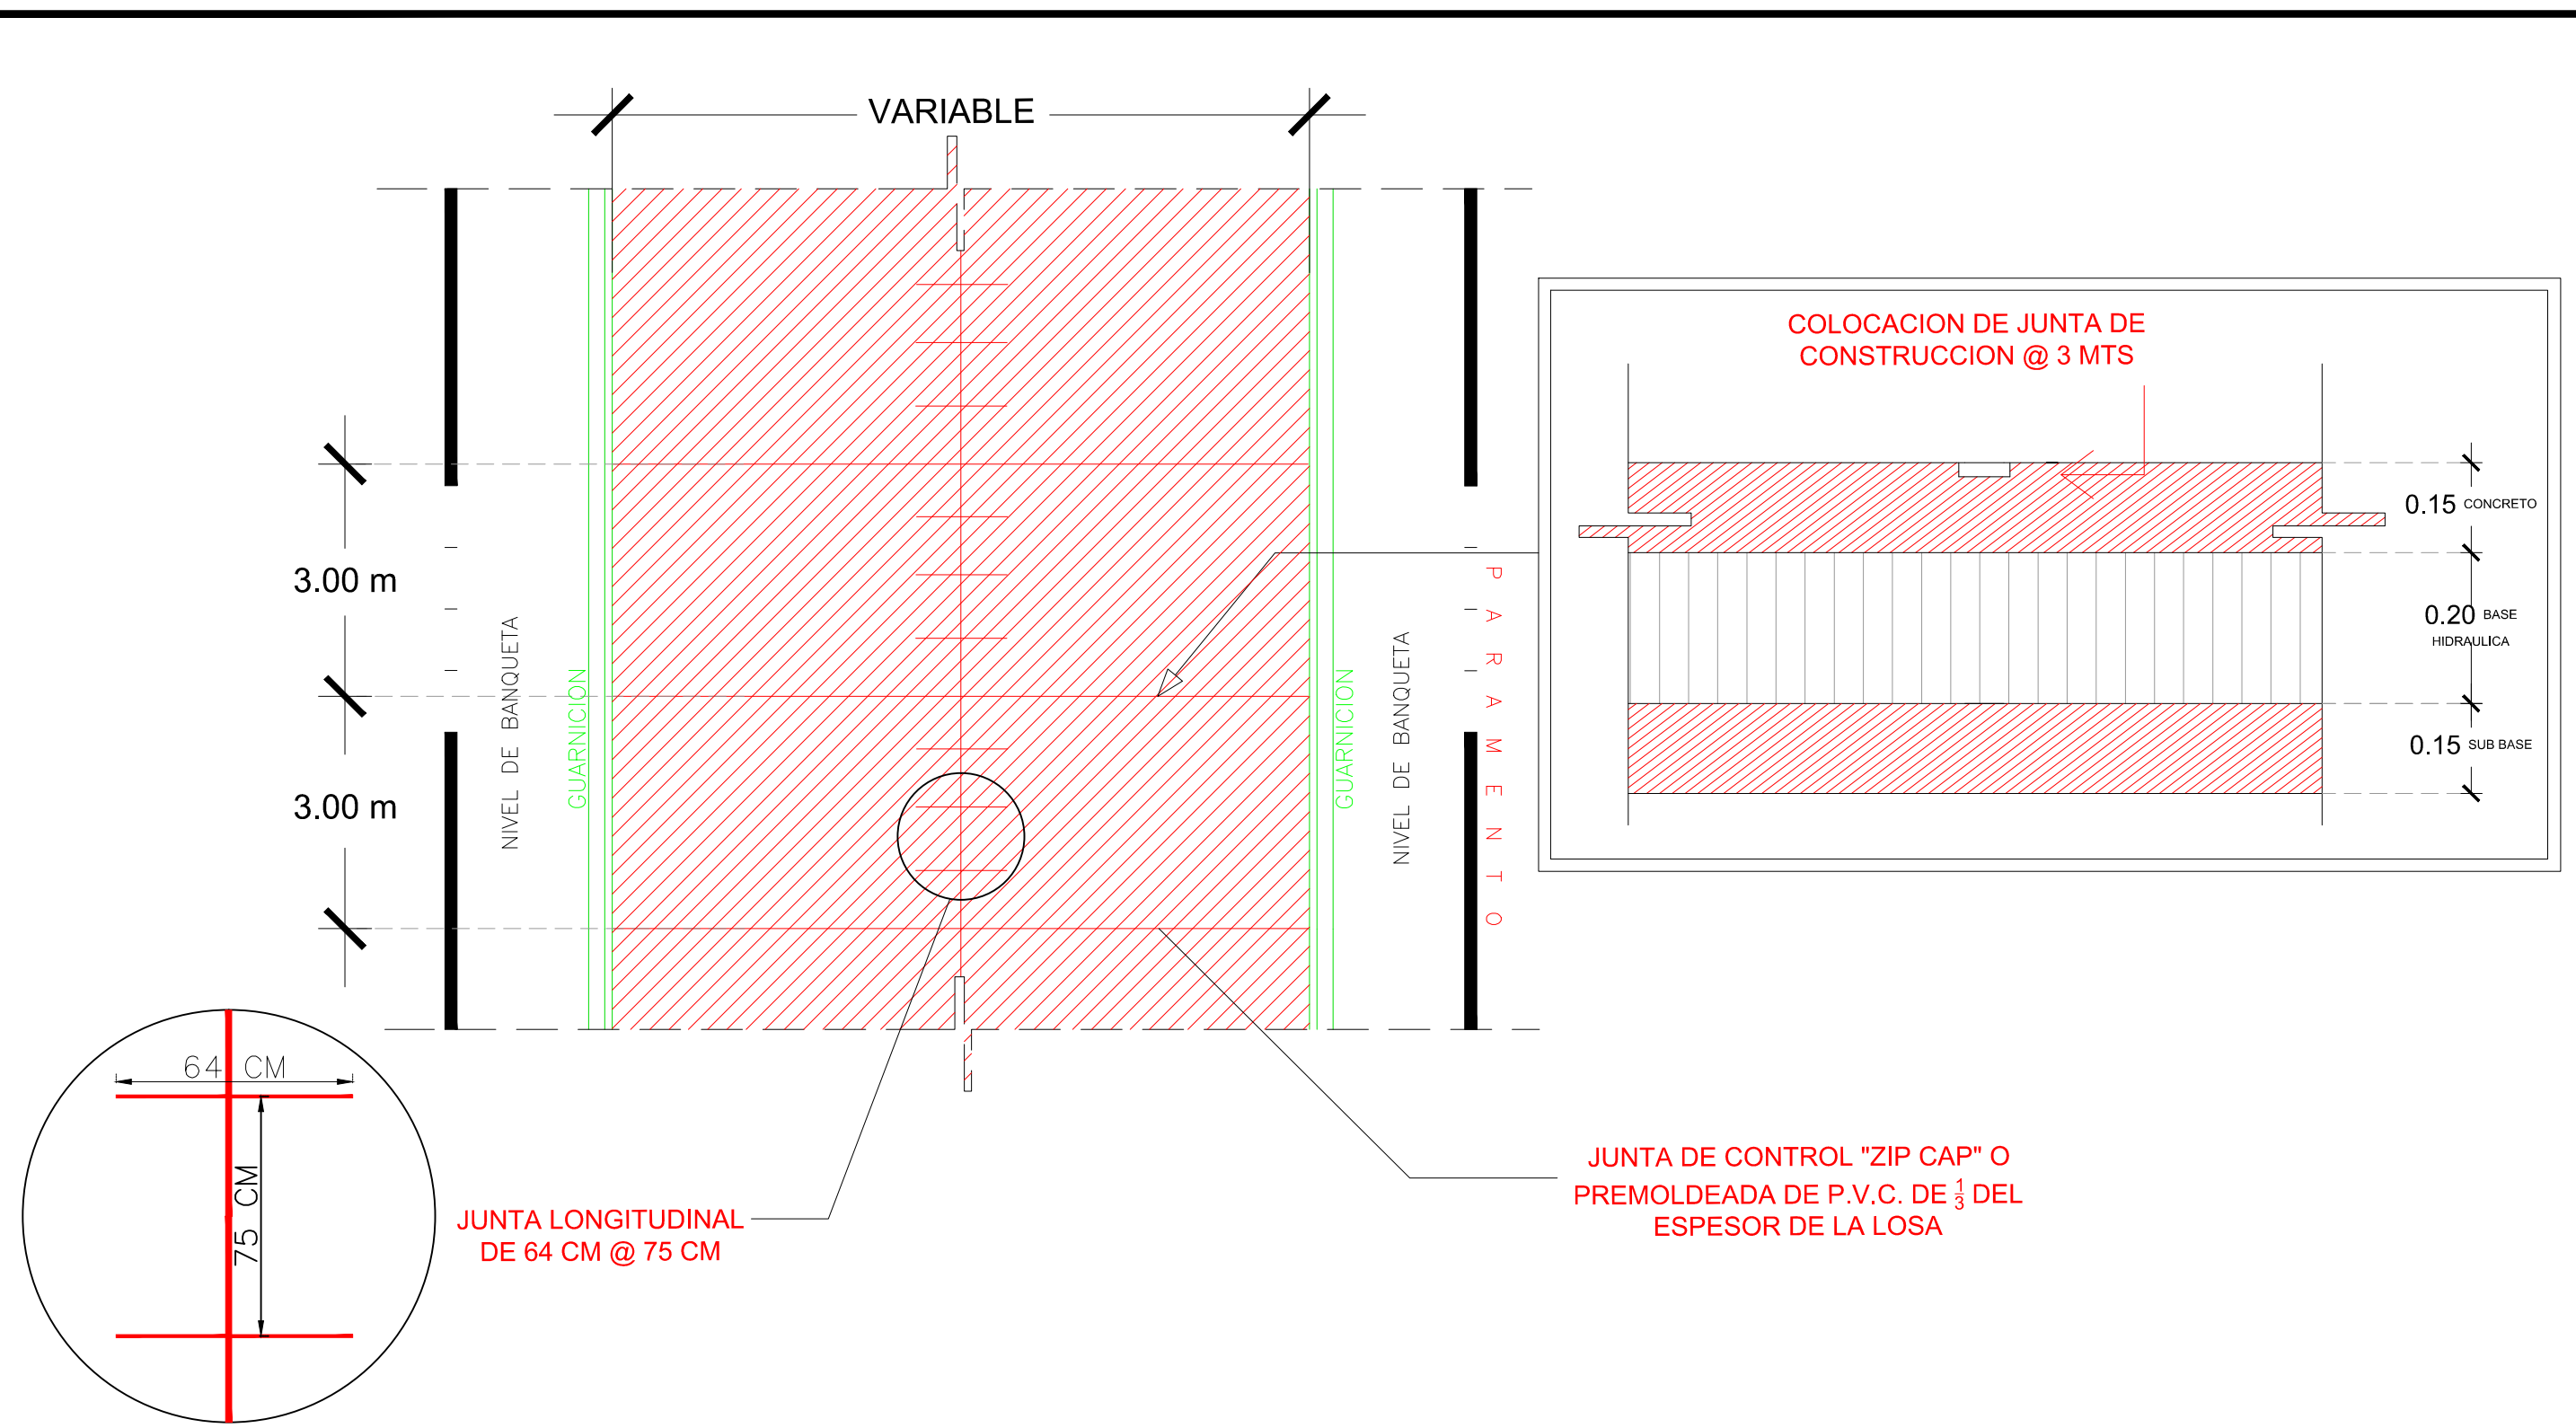 VARIABLE
COLOCACION DE JUNTA DE
CONSTRUCCION @ 3 MTS
0.15 CONCRETO
0.20 BASE
HIDRAULICA
0.15 SUB BASE
3.00 m
3.00 m
NIVEL DE BANQUETA
GUARNICION
GUARNICION
NIVEL DE BANQUETA
PARAMENTO
64 CM
75 CM
JUNTA LONGITUDINAL
DE 64 CM @ 75 CM
JUNTA DE CONTROL "ZIP CAP" O
PREMOLDEADA DE P.V.C. DE 1/3 DEL
ESPESOR DE LA LOSA